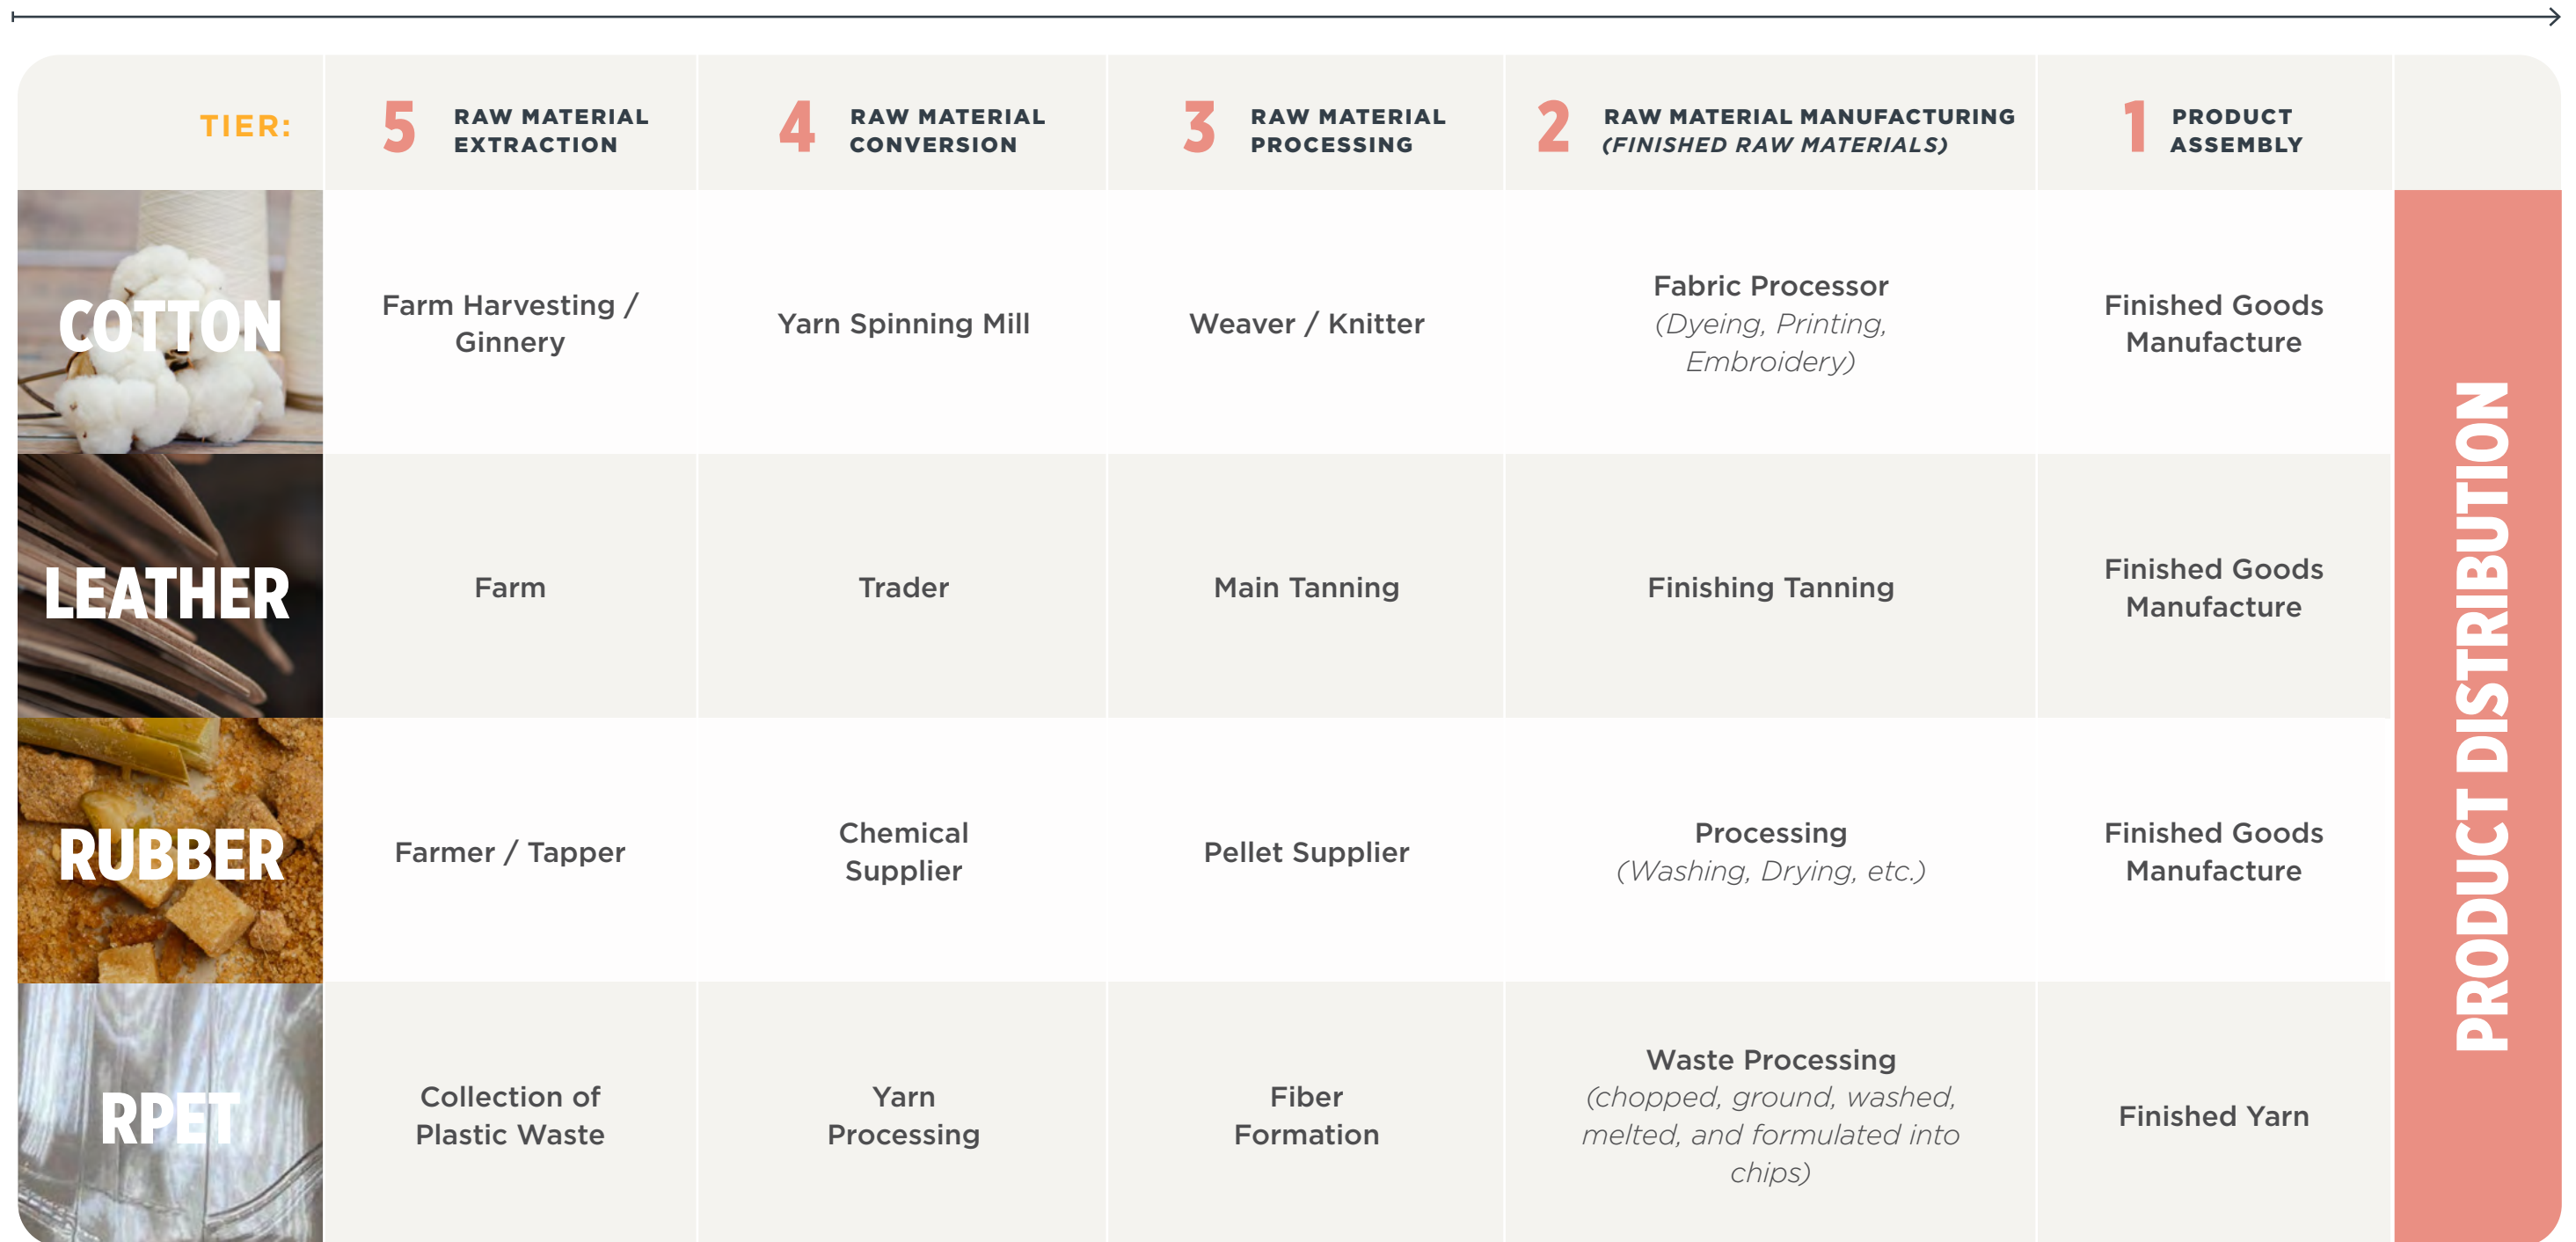 TIER:
5 RAW MATERIAL
EXTRACTION
4 RAW MATERIAL
CONVERSION
3 RAW MATERIAL
PROCESSING
2 RAW MATERIAL MANUFACTURING
(FINISHED RAW MATERIALS)
1 PRODUCT
ASSEMBLY
COTTON
Farm Harvesting /
Ginnery
Yarn Spinning Mill
Weaver / Knitter
Fabric Processor
(Dyeing, Printing,
Embroidery)
Finished Goods
Manufacture
LEATHER
Farm
Trader
Main Tanning
Finishing Tanning
Finished Goods
Manufacture
RUBBER
Farmer / Tapper
Chemical
Supplier
Pellet Supplier
Processing
(Washing, Drying, etc.)
Finished Goods
Manufacture
RPET
Collection of
Plastic Waste
Yarn
Processing
Fiber
Formation
Waste Processing
(chopped, ground, washed,
melted, and formulated into
chips)
Finished Yarn
PRODUCT DISTRIBUTION